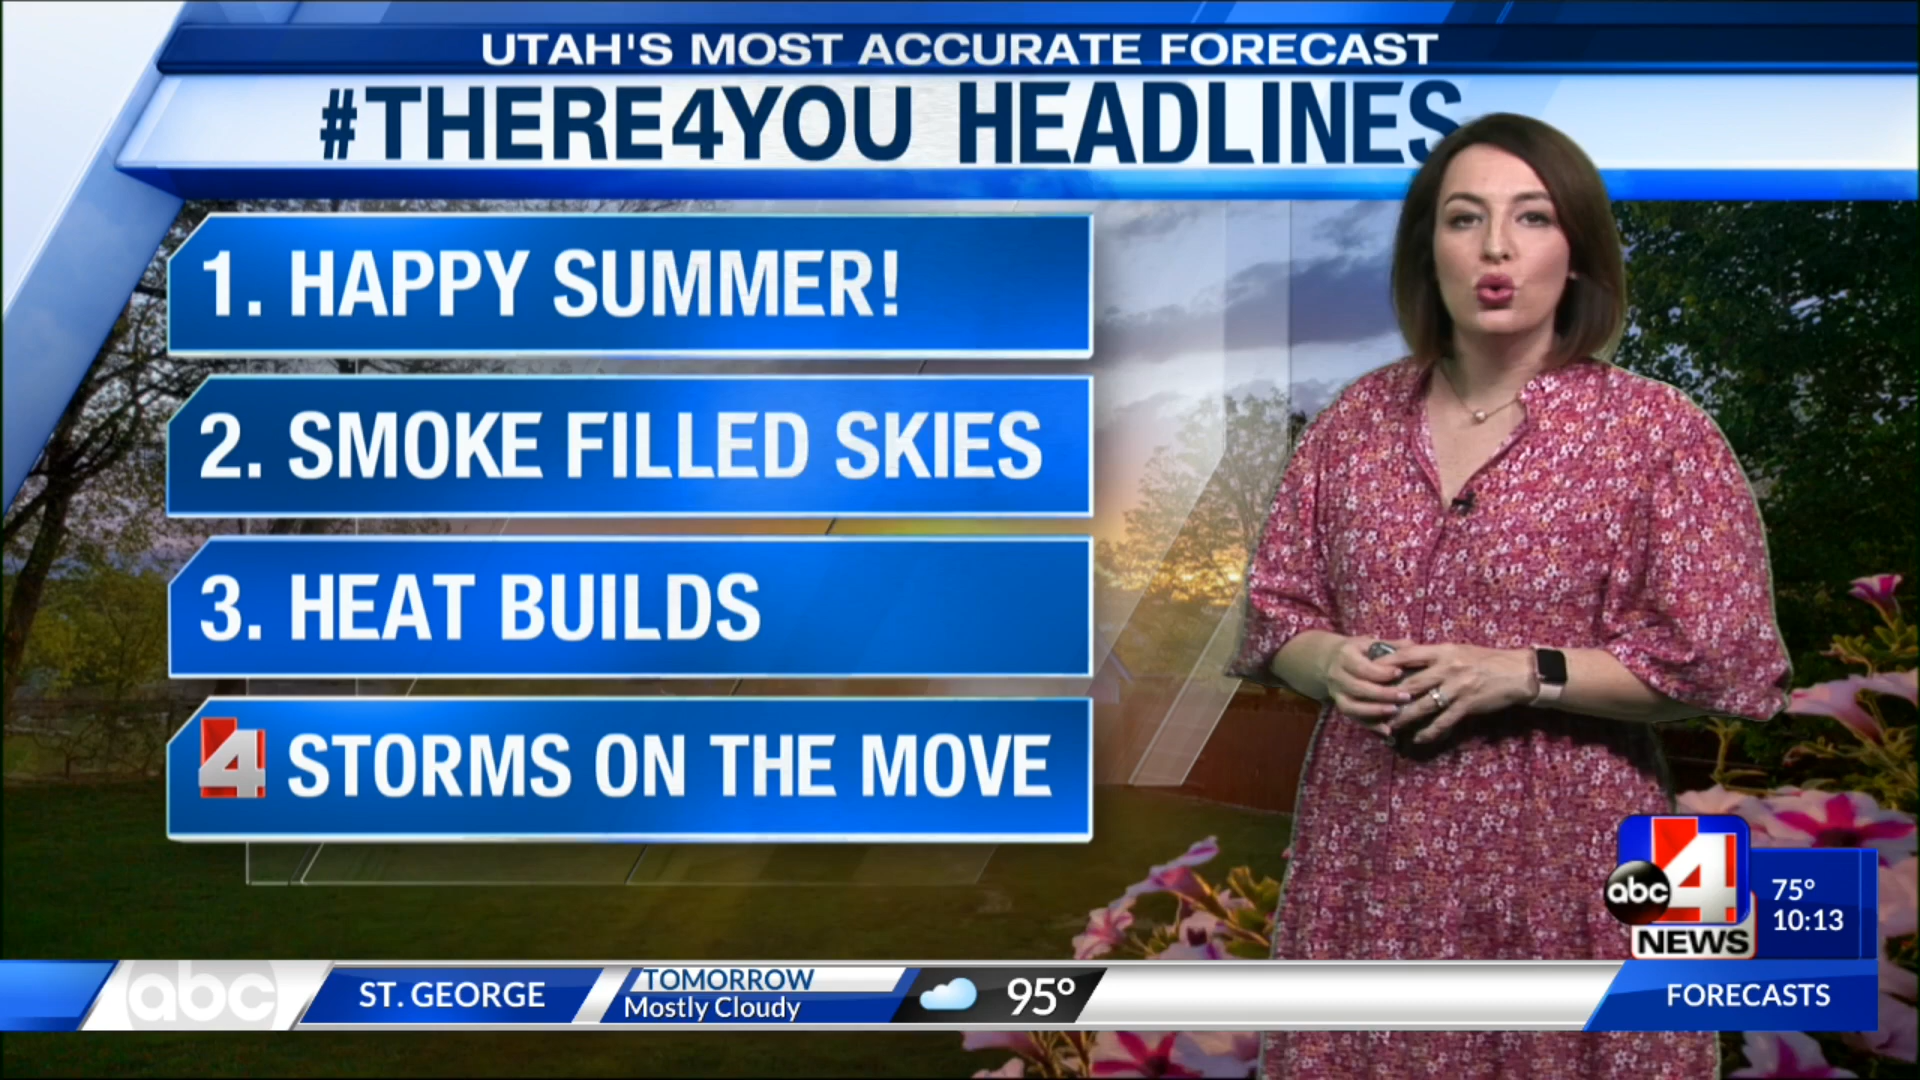 UTAH'S MOST ACCURATE FORECAST
#THERE4YOU HEADLINES
1. HAPPY SUMMER!
2. SMOKE FILLED SKIES
3. HEAT BUILDS
4 STORMS ON THE MOVE
abc 4
NEWS
75°
10:13
abc
ST. GEORGE
TOMORROW
Mostly Cloudy
95°
FORECASTS